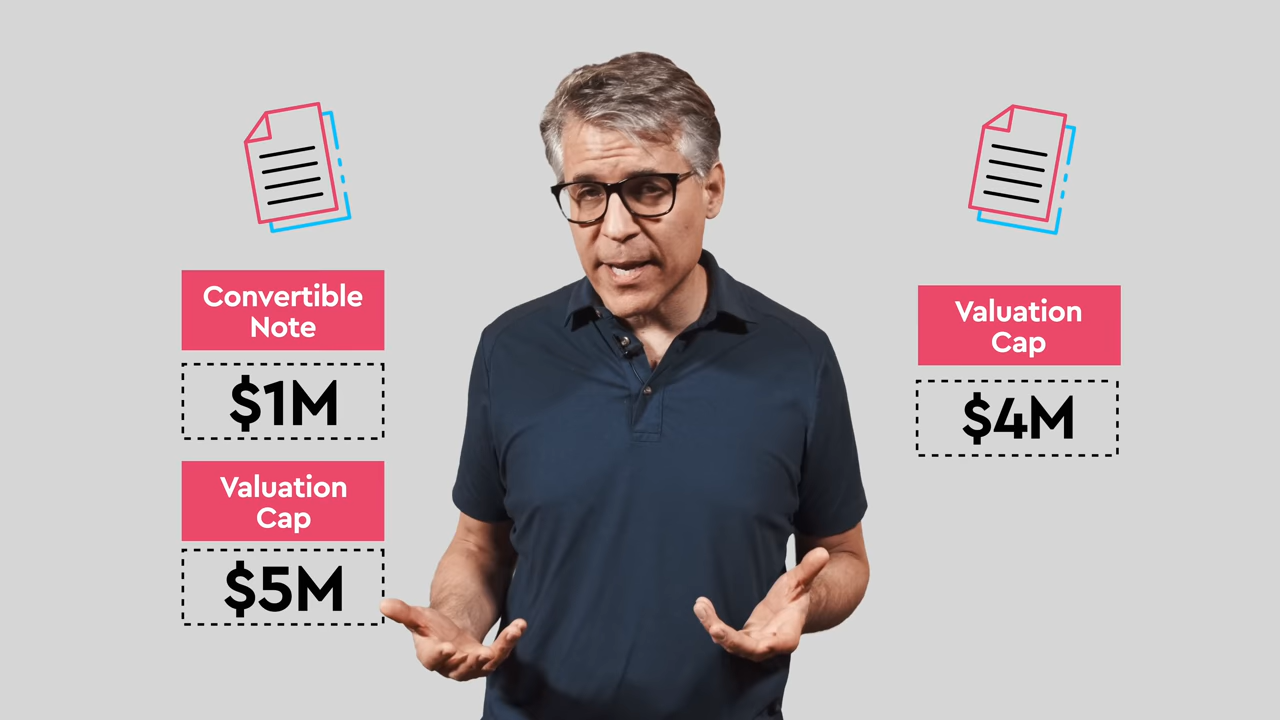 Convertible
Note
$1M
Valuation
Cap
$5M
Valuation
Cap
$4M